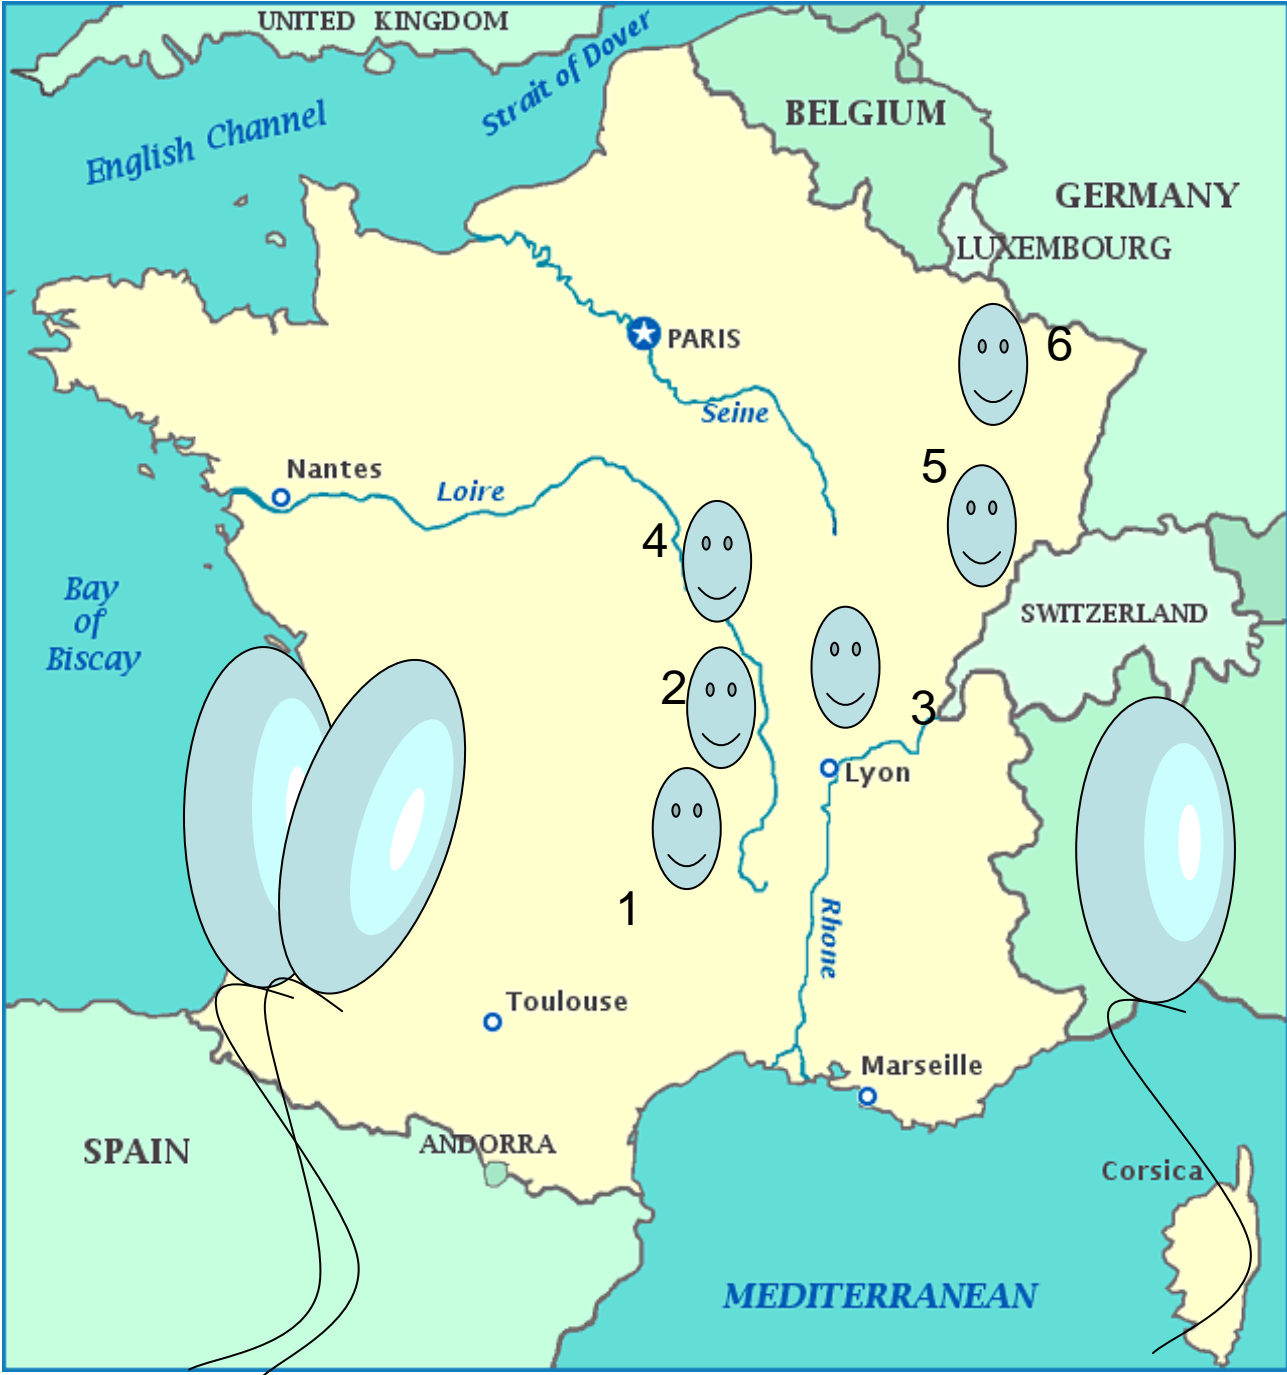 UNITED KINGDOM
Strait of Dover
English Channel
BELGIUM
GERMANY
LUXEMBOURG
PARIS
6
Seine
Nantes
5
Loire
4
Bay
of
Biscay
SWITZERLAND
2
3
Lyon
1
Rhone
Toulouse
Marseille
SPAIN
ANDORRA
Corsica
MEDITERRANEAN